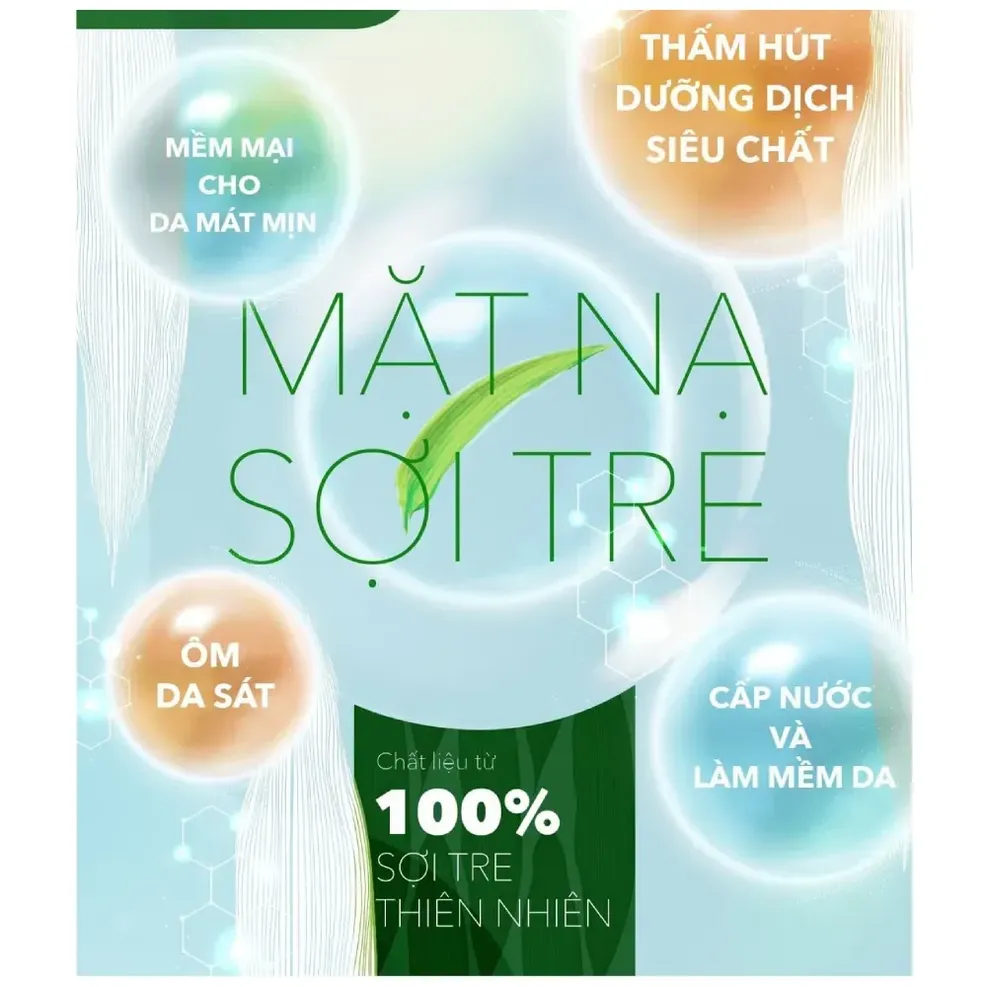 THẤM HÚT
DƯỠNG DỊCH
SIÊU CHẤT
MỀM MẠI
CHO
DA MÁT MỊN
MẶT NẠ
SỢI TRE
ÔM
DA SÁT
CẤP NƯỚC
VÀ
LÀM MỀM DA
Chất liệu từ
100%
SỢI TRE
THIÊN NHIÊN